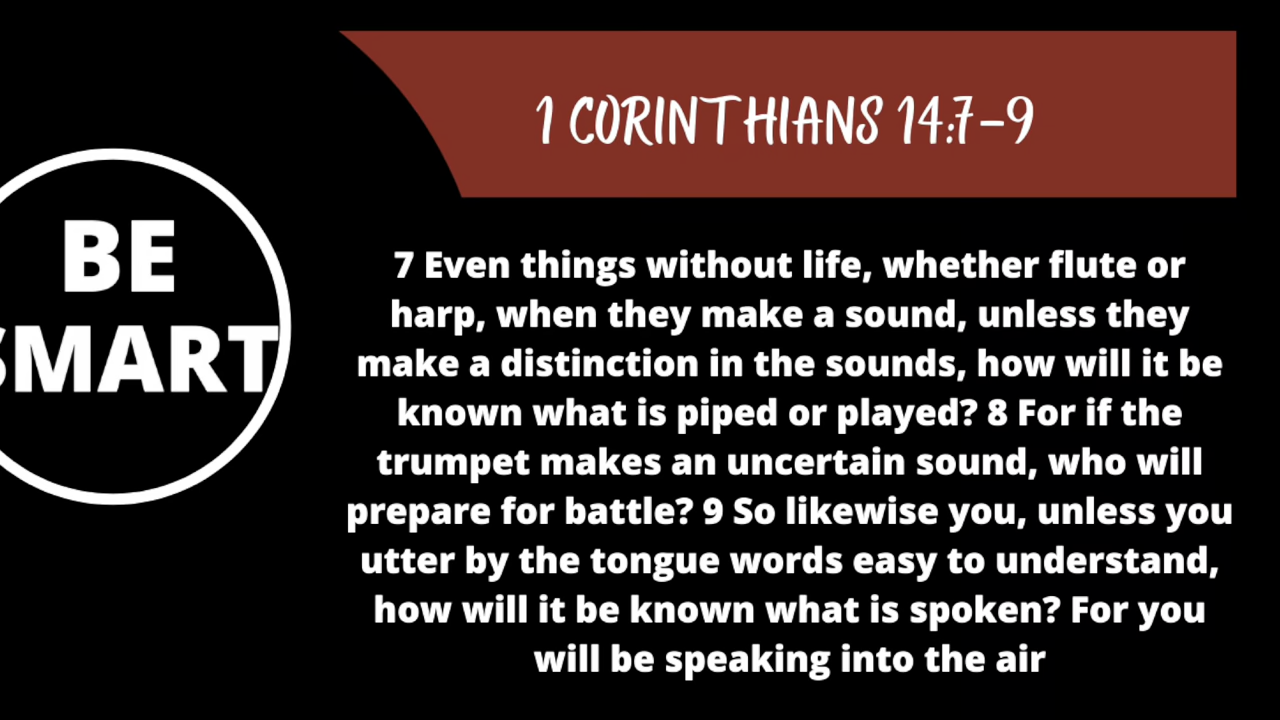 1 CORINTHIANS 14:7-9
BE
SMART
7 Even things without life, whether flute or
harp, when they make a sound, unless they
make a distinction in the sounds, how will it be
known what is piped or played? 8 For if the
trumpet makes an uncertain sound, who will
prepare for battle? 9 So likewise you, unless you
utter by the tongue words easy to understand,
how will it be known what is spoken? For you
will be speaking into the air